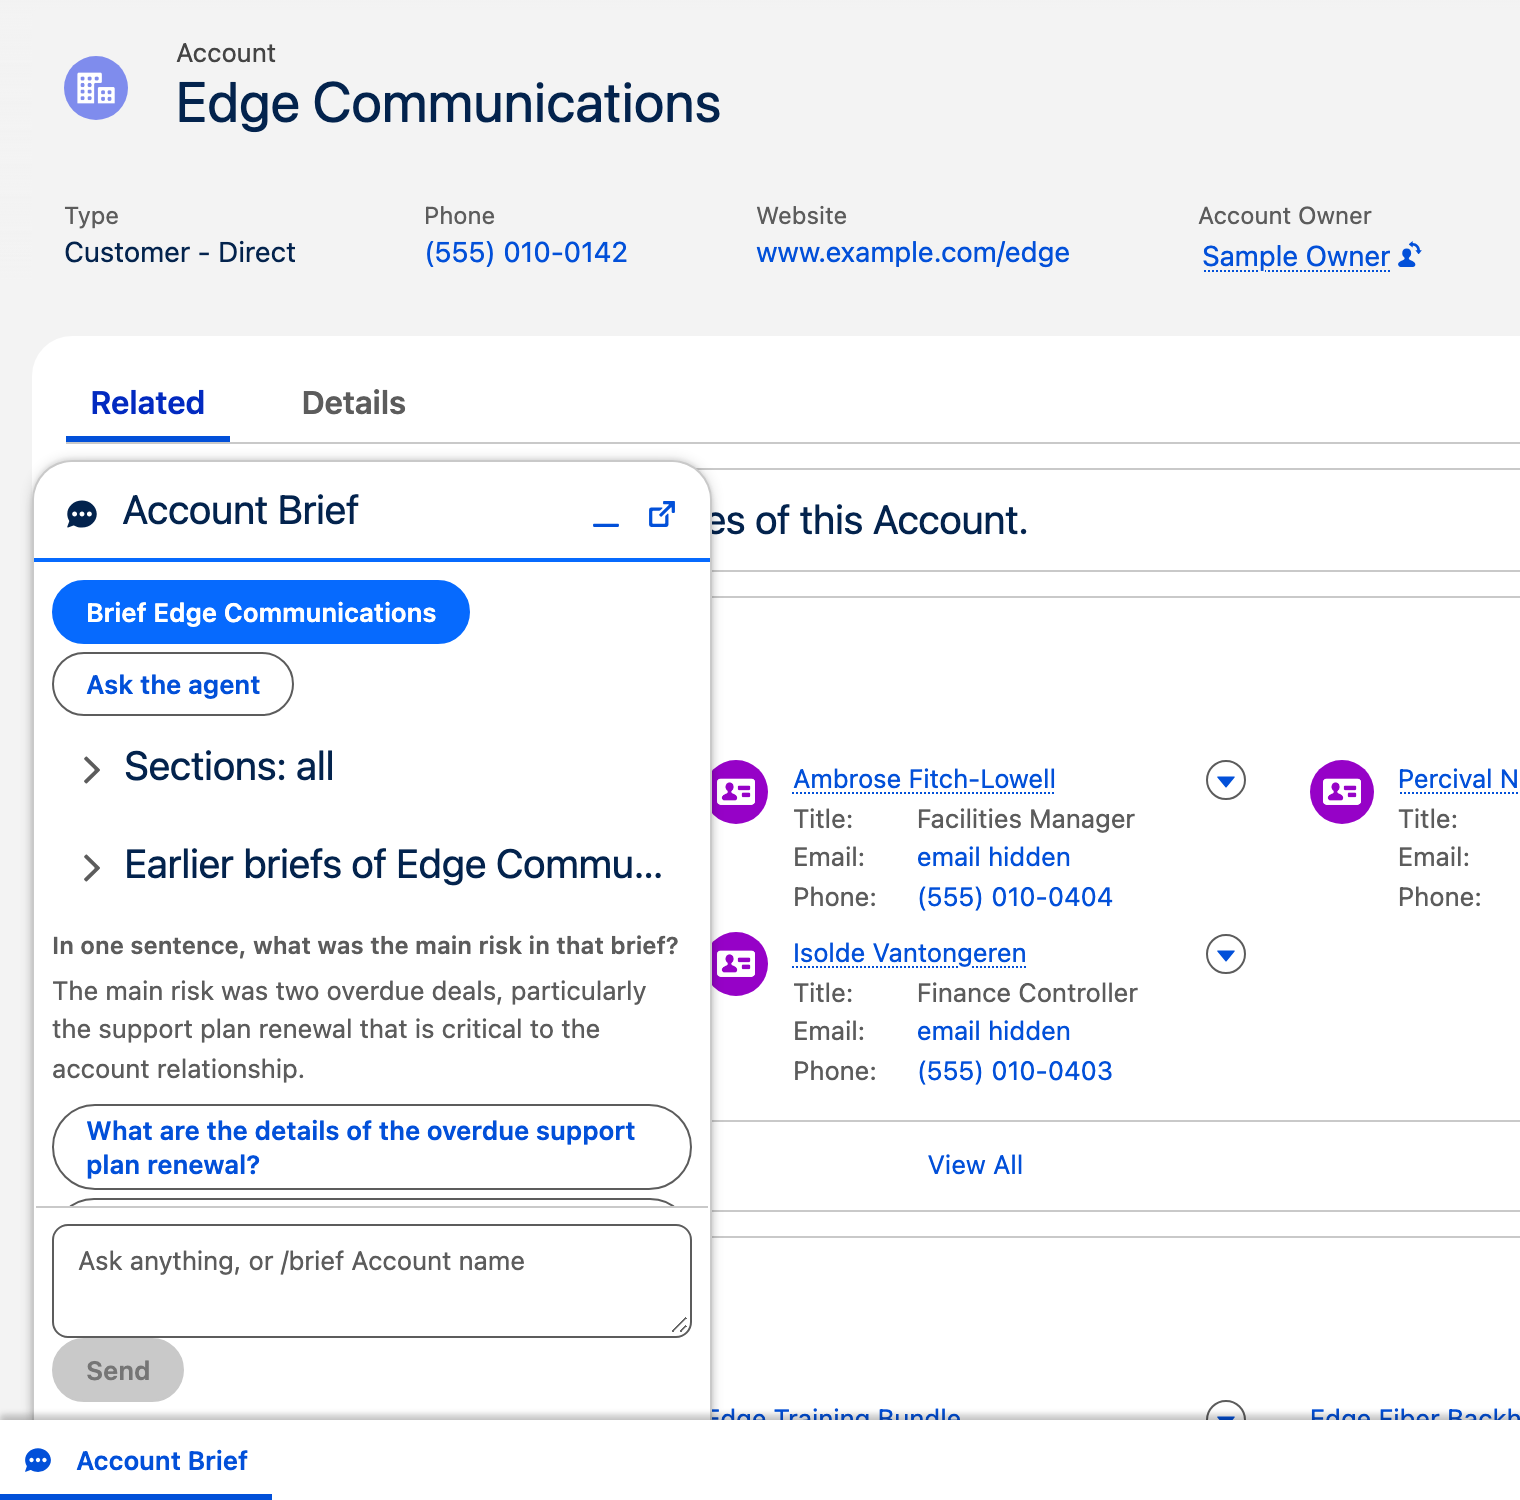 Account
Edge Communications
Type
Customer - Direct
Phone
(555) 010-0142
Website
www.example.com/edge
Account Owner
Sample Owner
Related
Details
Account Brief
es of this Account.
Brief Edge Communications
Ask the agent
Sections: all
Earlier briefs of Edge Commu...
In one sentence, what was the main risk in that brief?
The main risk was two overdue deals, particularly
the support plan renewal that is critical to the
account relationship.
What are the details of the overdue support
plan renewal?
Ask anything, or /brief Account name
Send
Ambrose Fitch-Lowell
Title: Facilities Manager
Email: email hidden
Phone: (555) 010-0404
Percival N
Title:
Email:
Phone:
Isolde Vantongeren
Title: Finance Controller
Email: email hidden
Phone: (555) 010-0403
View All
Edge Training Bundle
Edge Fiber Backh
Account Brief